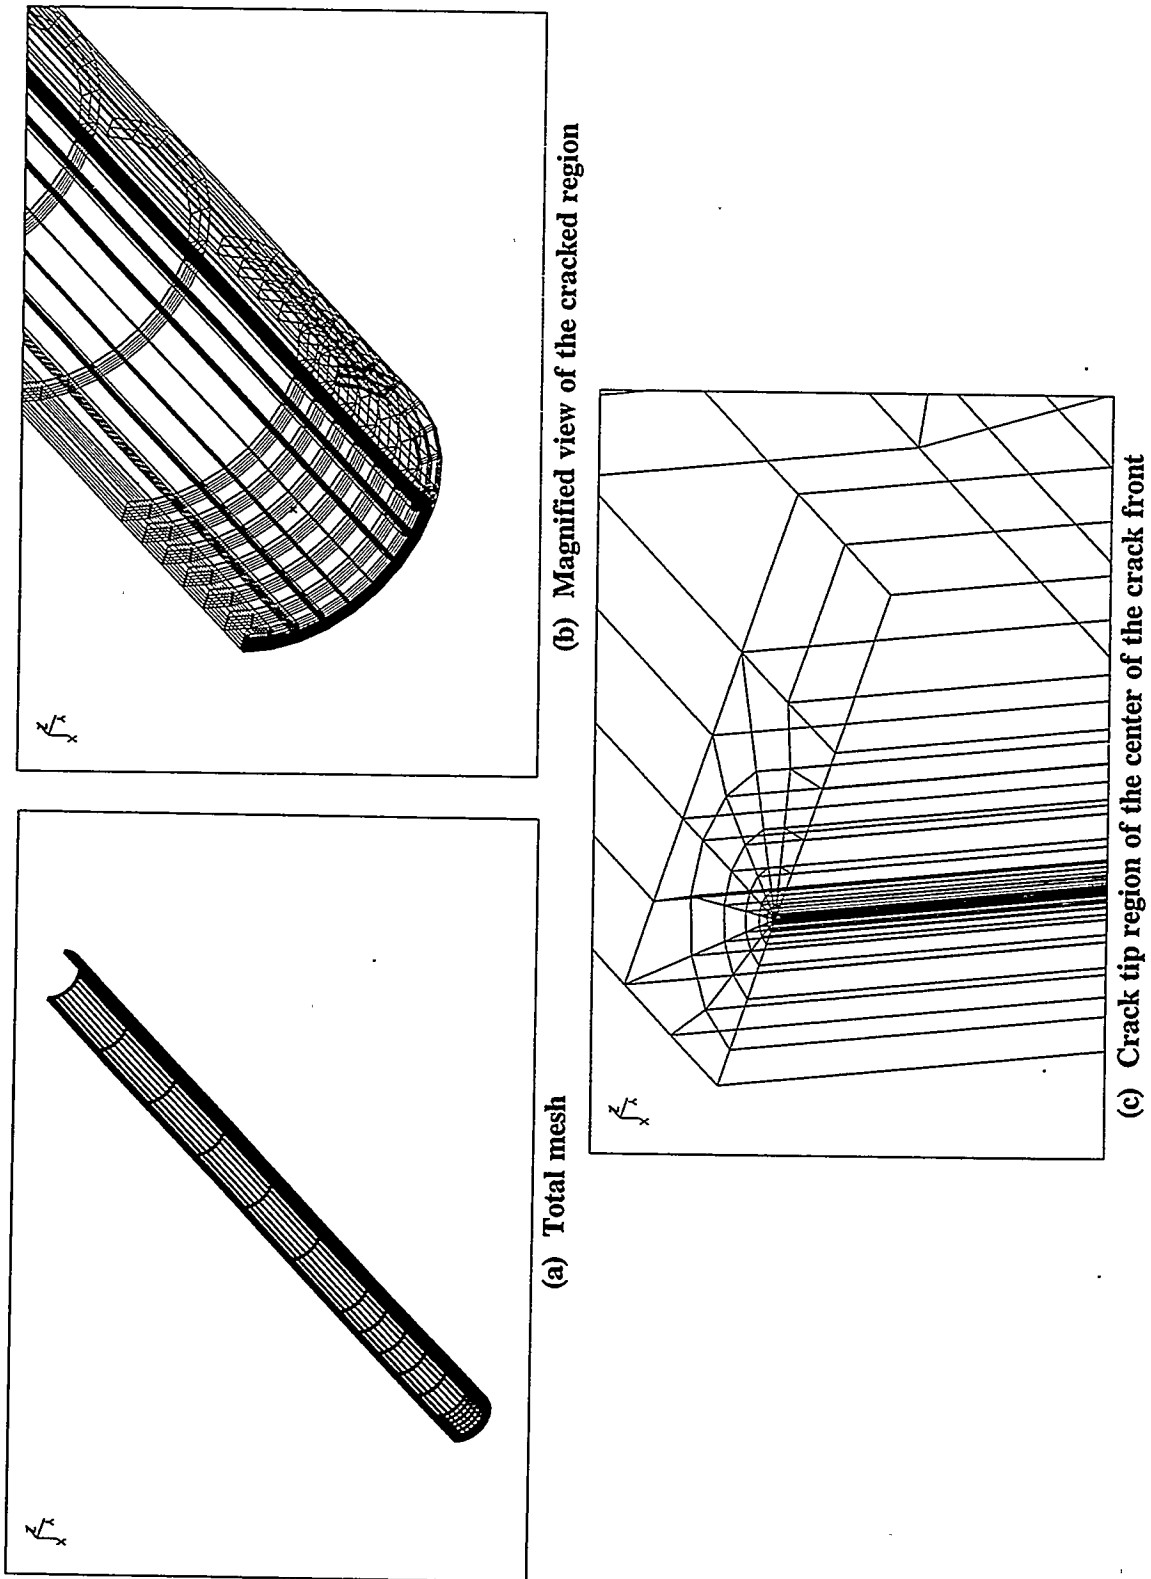 (a) Total mesh
Z
Y
X
(b) Magnified view of the cracked region
Z
Y
X
(c) Crack tip region of the center of the crack front
Z
Y
X